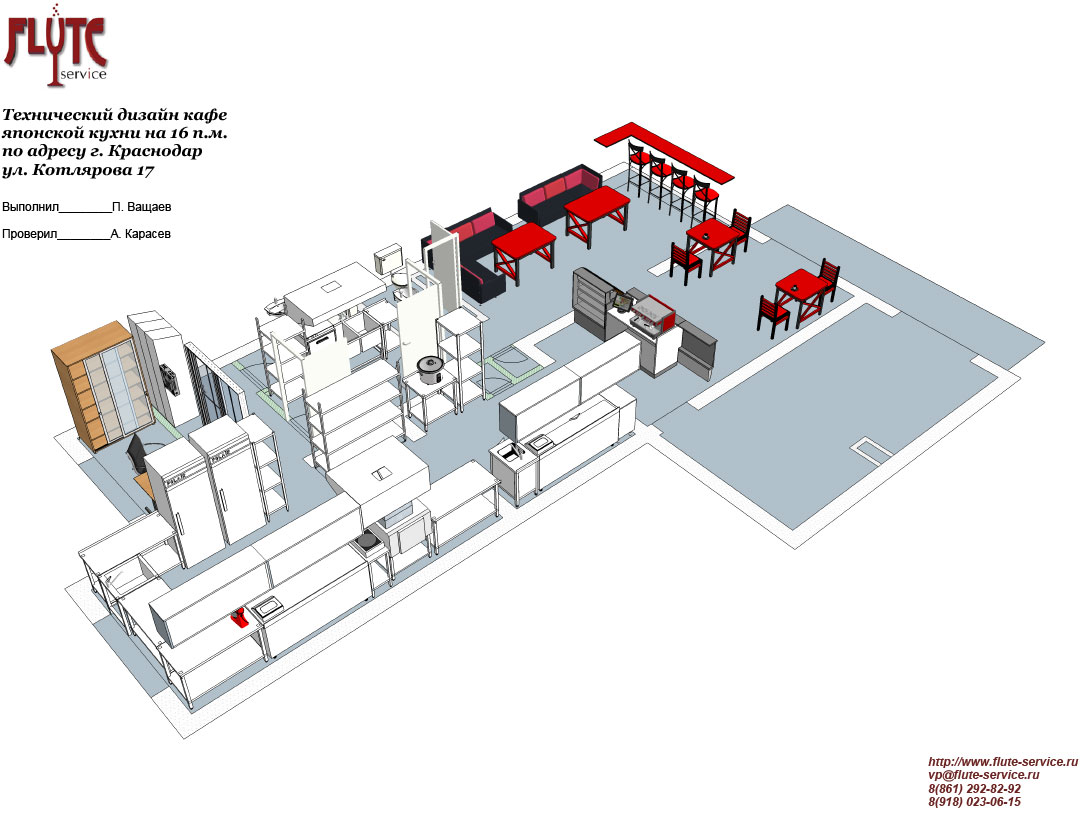 FLUTE
service
Технический дизайн кафе
японской кухни на 16 п.м.
по адресу г. Краснодар
ул. Котлярова 17
Выполнил________П. Ващаев
Проверил________А. Карасев
http://www.flute-service.ru
vp@flute-service.ru
8(861) 292-82-92
8(918) 023-06-15